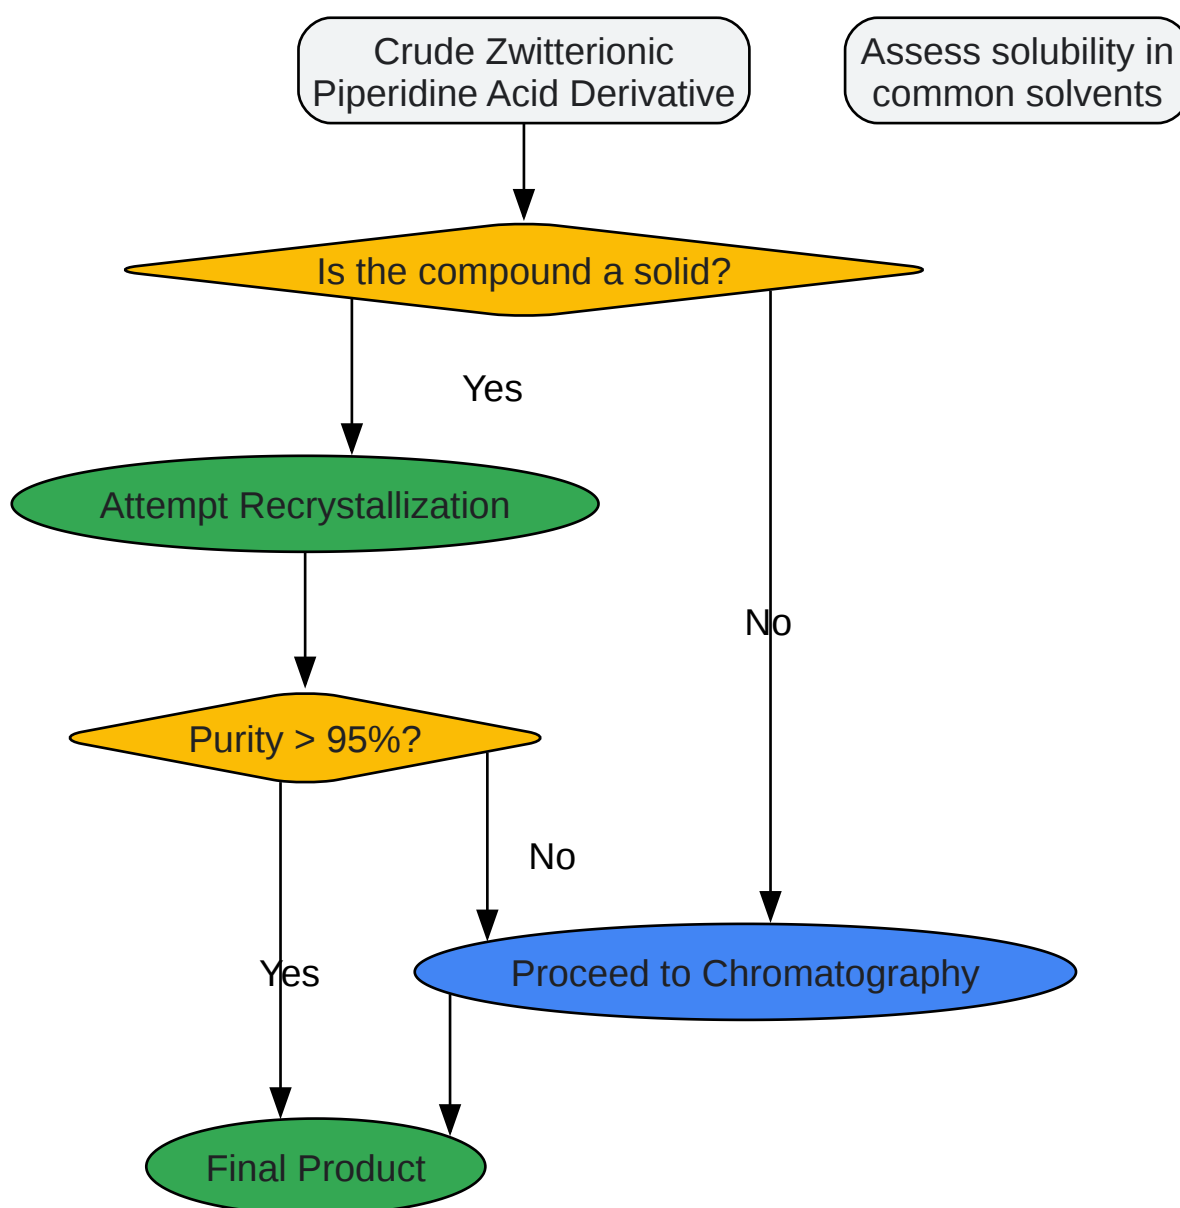 Crude Zwitterionic
Piperidine Acid Derivative
Assess solubility in
common solvents
Is the compound a solid?
Yes
Attempt Recrystallization
No
Purity > 95%?
No
Yes
Proceed to Chromatography
Final Product